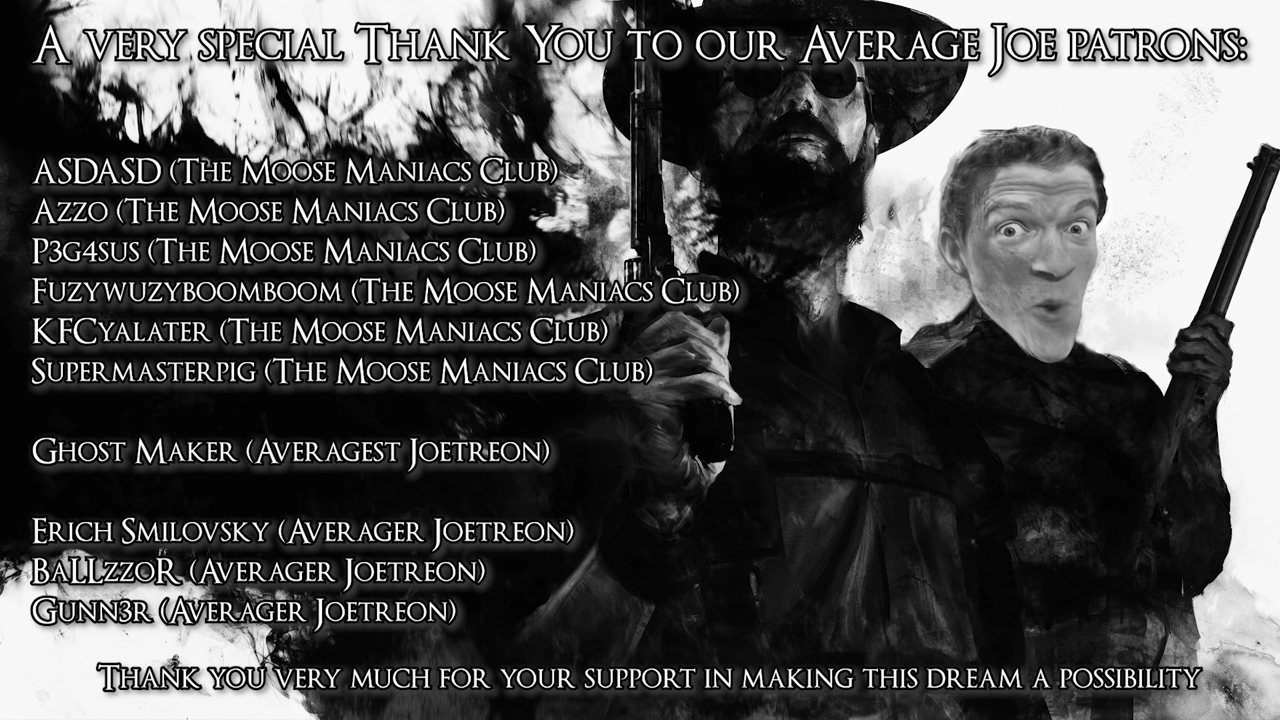 A very special Thank You to our Average Joe patrons:
ASDASD (The Moose Maniacs Club)
Azzo (The Moose Maniacs Club)
P3g4sus (The Moose Maniacs Club)
Fuzywuzyboomboom (The Moose Maniacs Club)
KFCyalater (The Moose Maniacs Club)
Supermasterpig (The Moose Maniacs Club)
Ghost Maker (Averagest Joetreon)
Erich Smilovsky (Averager Joetreon)
BaLLzzoR̈ (Averager Joetreon)
Gunn3r (Averager Joetreon)
Thank you very much for your support in making this dream a possibility